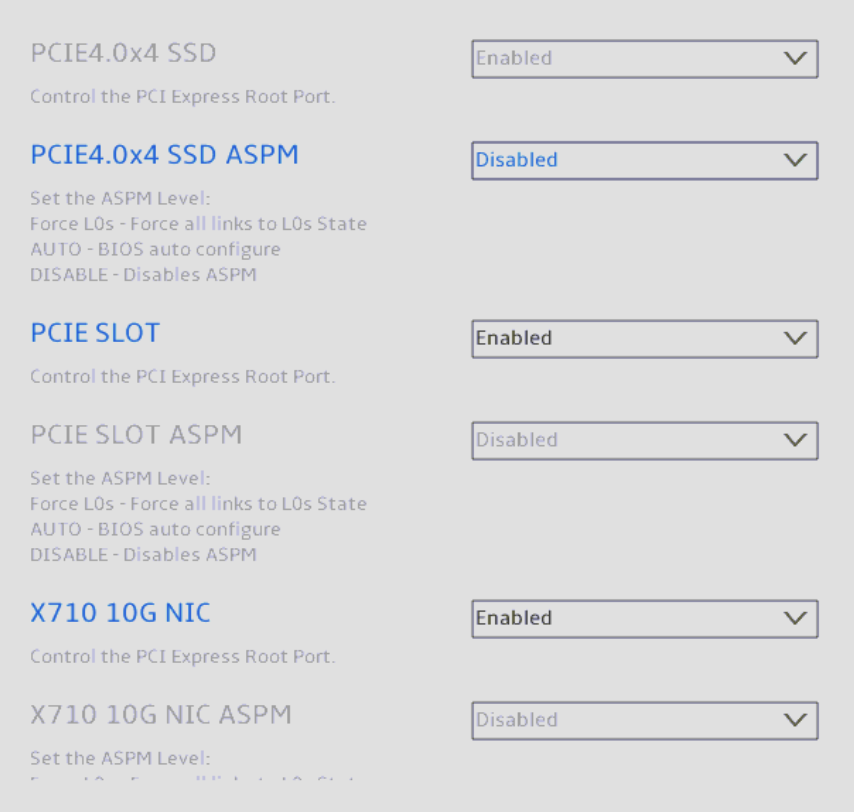 PCIE4.0x4 SSD
Enabled
Control the PCI Express Root Port.
PCIE4.0x4 SSD ASPM
Disabled
Set the ASPM Level:
Force L0s - Force all links to L0s State
AUTO - BIOS auto configure
DISABLE - Disables ASPM
PCIE SLOT
Enabled
Control the PCI Express Root Port.
PCIE SLOT ASPM
Disabled
Set the ASPM Level:
Force L0s - Force all links to L0s State
AUTO - BIOS auto configure
DISABLE - Disables ASPM
X710 10G NIC
Enabled
Control the PCI Express Root Port.
X710 10G NIC ASPM
Disabled
Set the ASPM Level: